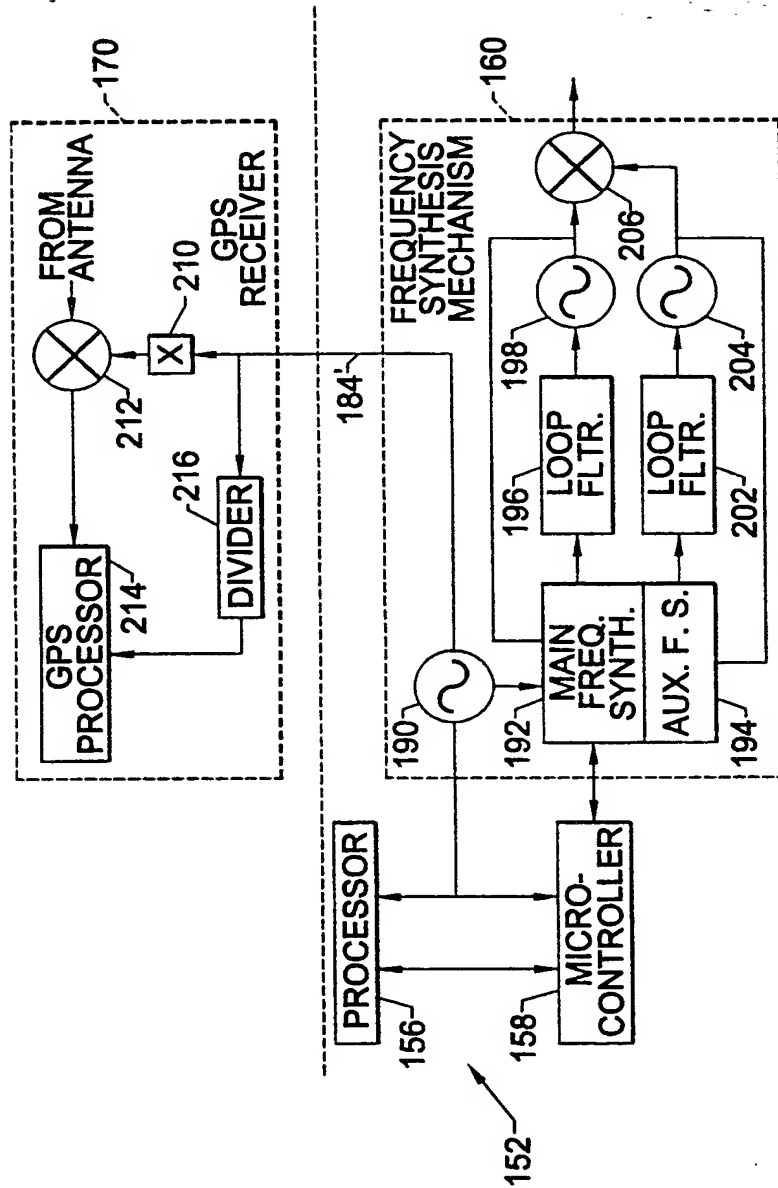 170
FROM
ANTENNA
GPS
RECEIVER
210
X
212
216
GPS
PROCESSOR
214
DIVIDER
184'
160
FREQUENCY
SYNTHESIS
MECHANISM
206
198
204
196
LOOP
FLTR.
LOOP
FLTR.
202
190
192
MAIN
FREQ.
SYNTH.
AUX. F. S.
194
PROCESSOR
156
MICRO-
CONTROLLER
158
152